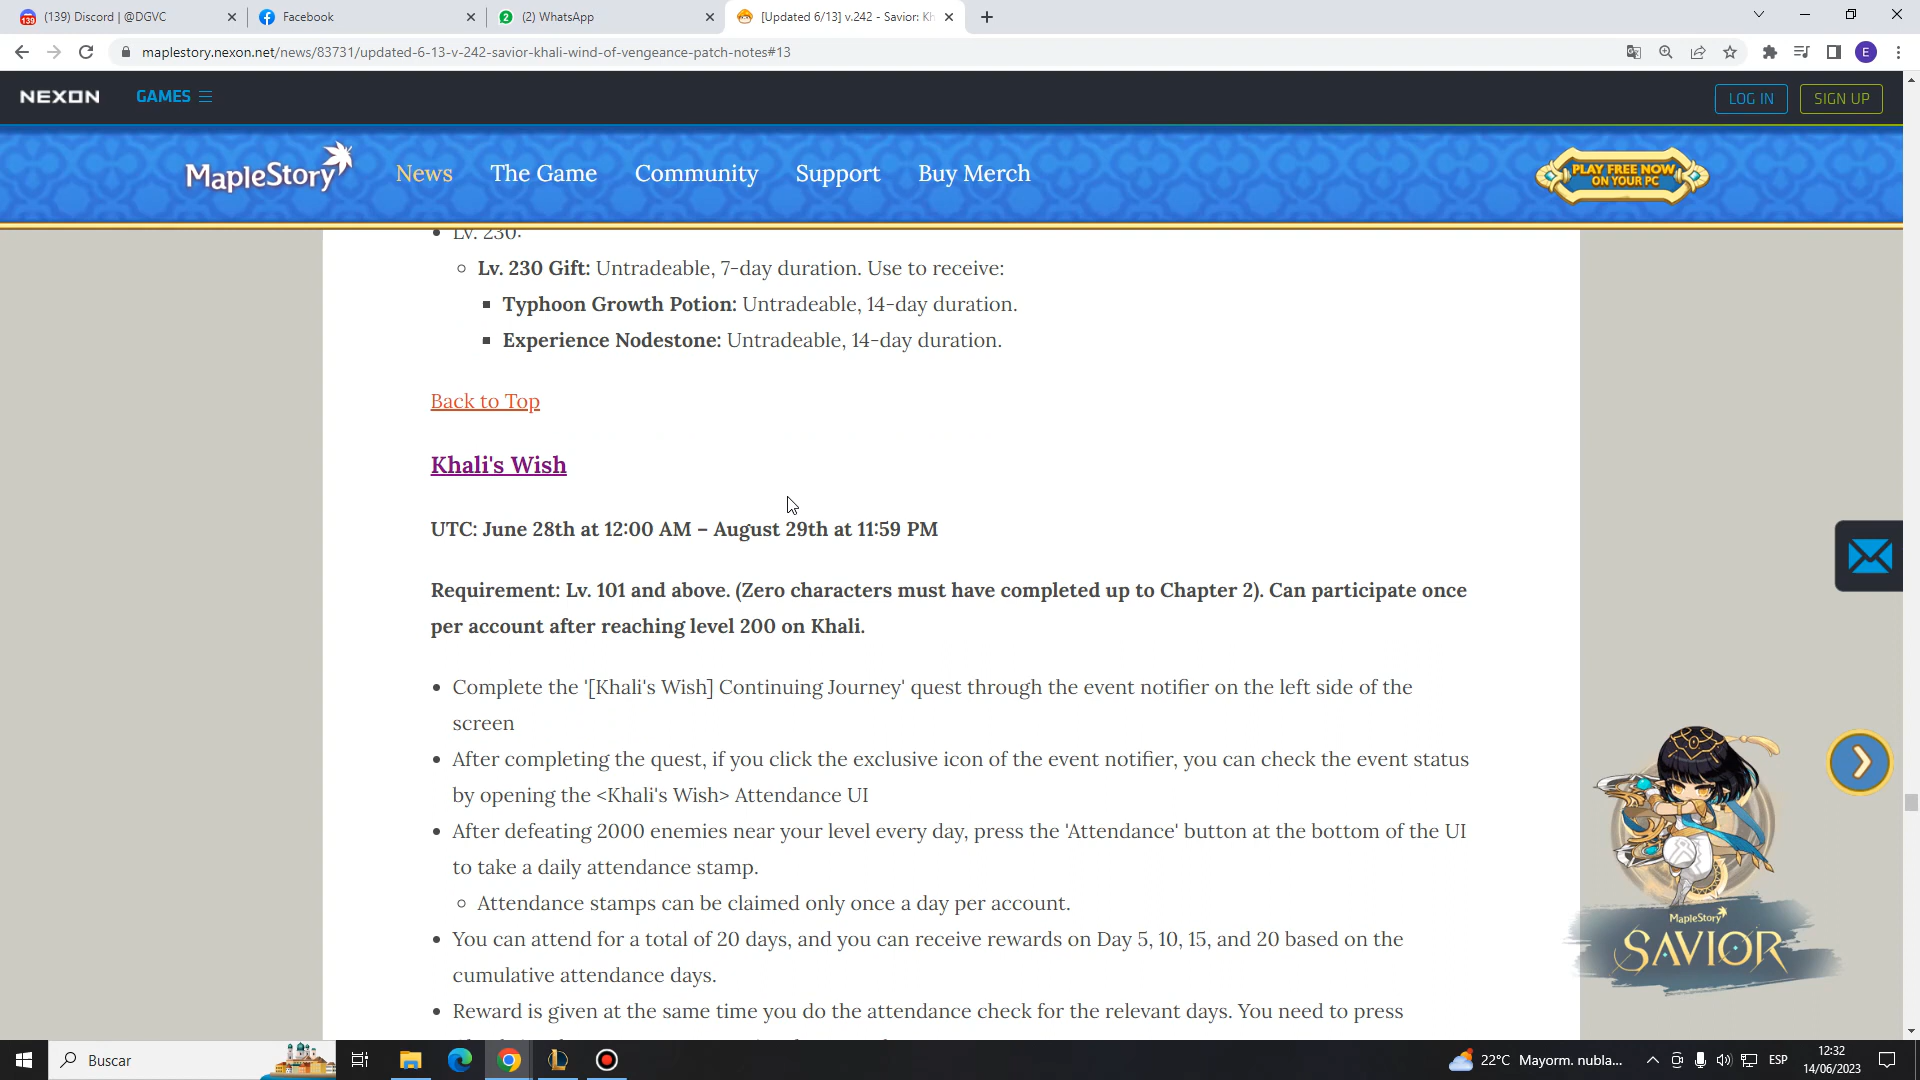 (139) Discord | @DGVC
Facebook
(2) WhatsApp
[Updated 6/13] v.242 - Savior: Kh
maplestory.nexon.net/news/83731/updated-6-13-v-242-savior-khali-wind-of-vengeance-patch-notes#13
E
NEXON
GAMES
LOG IN
SIGN UP
MapleStory
News
The Game
Community
Support
Buy Merch
PLAY FREE NOW
ON YOUR PC
• Lv. 230:
Lv. 230 Gift: Untradeable, 7-day duration. Use to receive:
Typhoon Growth Potion: Untradeable, 14-day duration.
Experience Nodestone: Untradeable, 14-day duration.
Back to Top
Khali's Wish
UTC: June 28th at 12:00 AM – August 29th at 11:59 PM
Requirement: Lv. 101 and above. (Zero characters must have completed up to Chapter 2). Can participate once
per account after reaching level 200 on Khali.
• Complete the '[Khali's Wish] Continuing Journey' quest through the event notifier on the left side of the
screen
• After completing the quest, if you click the exclusive icon of the event notifier, you can check the event status
by opening the <Khali's Wish> Attendance UI
• After defeating 2000 enemies near your level every day, press the 'Attendance' button at the bottom of the UI
to take a daily attendance stamp.
Attendance stamps can be claimed only once a day per account.
• You can attend for a total of 20 days, and you can receive rewards on Day 5, 10, 15, and 20 based on the
cumulative attendance days.
• Reward is given at the same time you do the attendance check for the relevant days. You need to press
MapleStory
SAVIOR
Buscar
22°C Mayorm. nubla...
ESP
12:32
14/06/2023